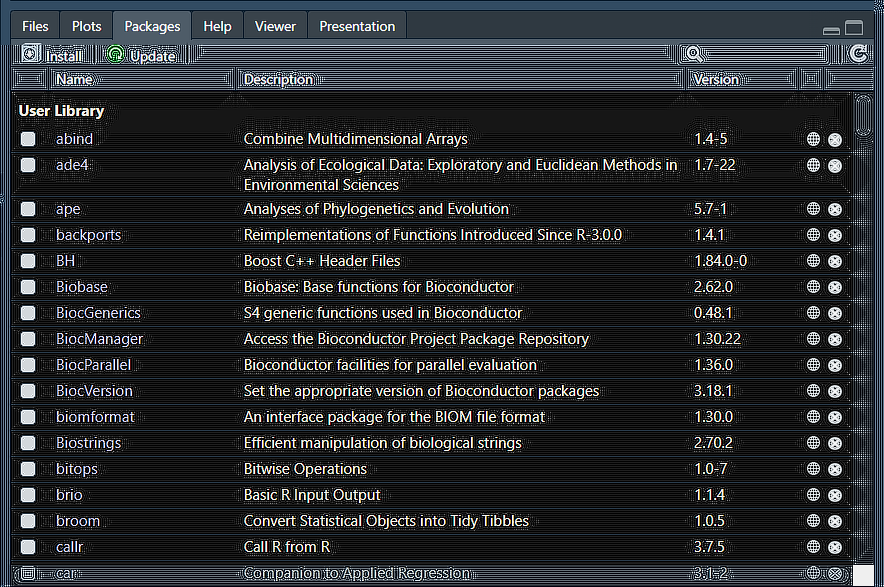 Files Plots Packages Help Viewer Presentation
Install Update
Name Description Version
User Library
abind Combine Multidimensional Arrays 1.4-5
ade4 Analysis of Ecological Data: Exploratory and Euclidean Methods in 1.7-22
Environmental Sciences
ape Analyses of Phylogenetics and Evolution 5.7-1
backports Reimplementations of Functions Introduced Since R-3.0.0 1.4.1
BH Boost C++ Header Files 1.84.0-0
Biobase Biobase: Base functions for Bioconductor 2.62.0
BiocGenerics S4 generic functions used in Bioconductor 0.48.1
BiocManager Access the Bioconductor Project Package Repository 1.30.22
BiocParallel Bioconductor facilities for parallel evaluation 1.36.0
BiocVersion Set the appropriate version of Bioconductor packages 3.18.1
biomformat An interface package for the BIOM file format 1.30.0
Biostrings Efficient manipulation of biological strings 2.70.2
bitops Bitwise Operations 1.0-7
brio Basic R Input Output 1.1.4
broom Convert Statistical Objects into Tidy Tibbles 1.0.5
callr Call R from R 3.7.5
car Companion to Applied Regression 3.1-2